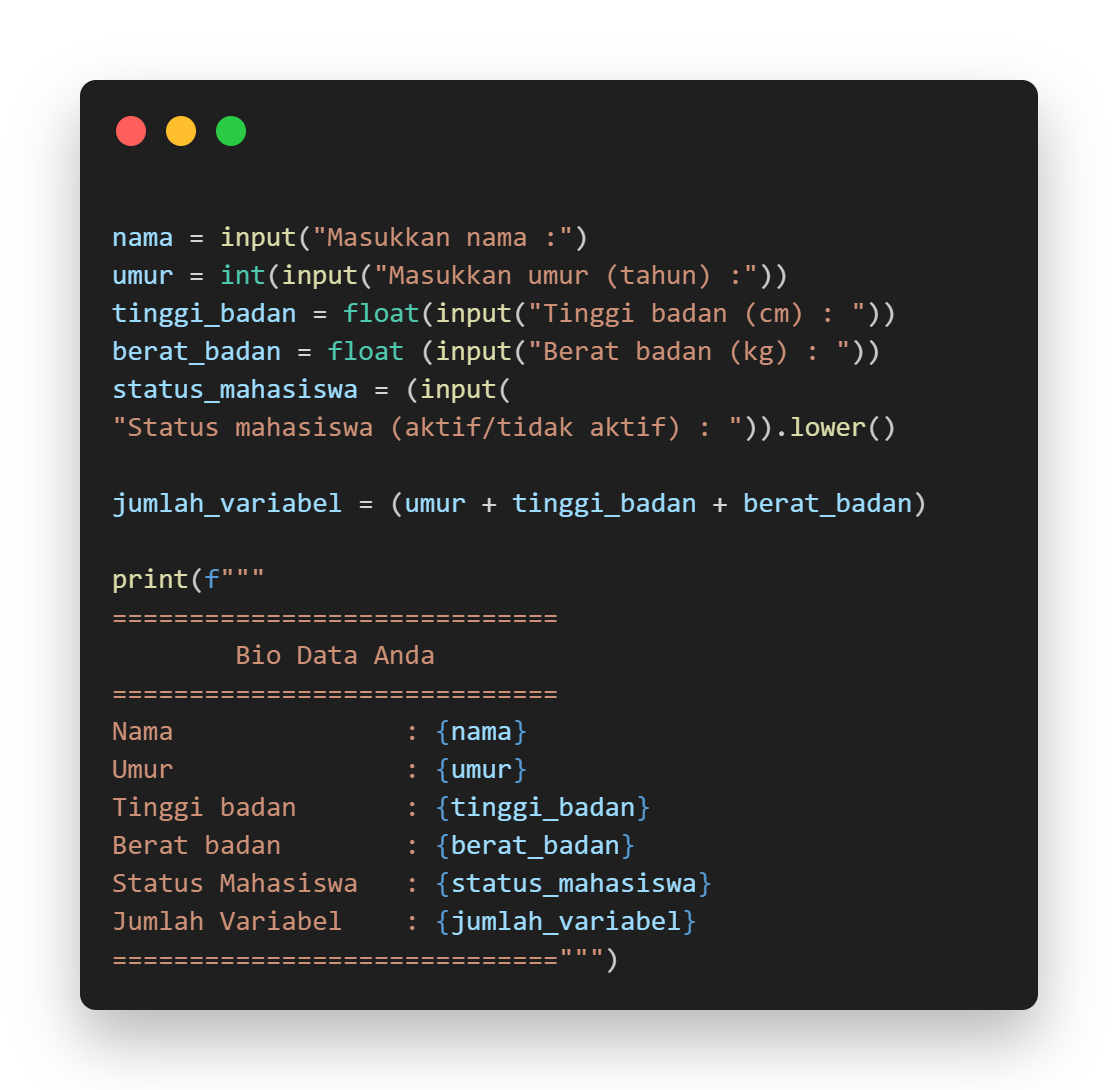 nama = input("Masukkan nama :")
umur = int(input("Masukkan umur (tahun) :"))
tinggi_badan = float(input("Tinggi badan (cm) : "))
berat_badan = float (input("Berat badan (kg) : "))
status_mahasiswa = (input(
"Status mahasiswa (aktif/tidak aktif) : ")).lower()

jumlah_variabel = (umur + tinggi_badan + berat_badan)

print(f"""
=============================
        Bio Data Anda
=============================
Nama               : {nama}
Umur               : {umur}
Tinggi badan       : {tinggi_badan}
Berat badan        : {berat_badan}
Status Mahasiswa   : {status_mahasiswa}
Jumlah Variabel    : {jumlah_variabel}
=============================""")